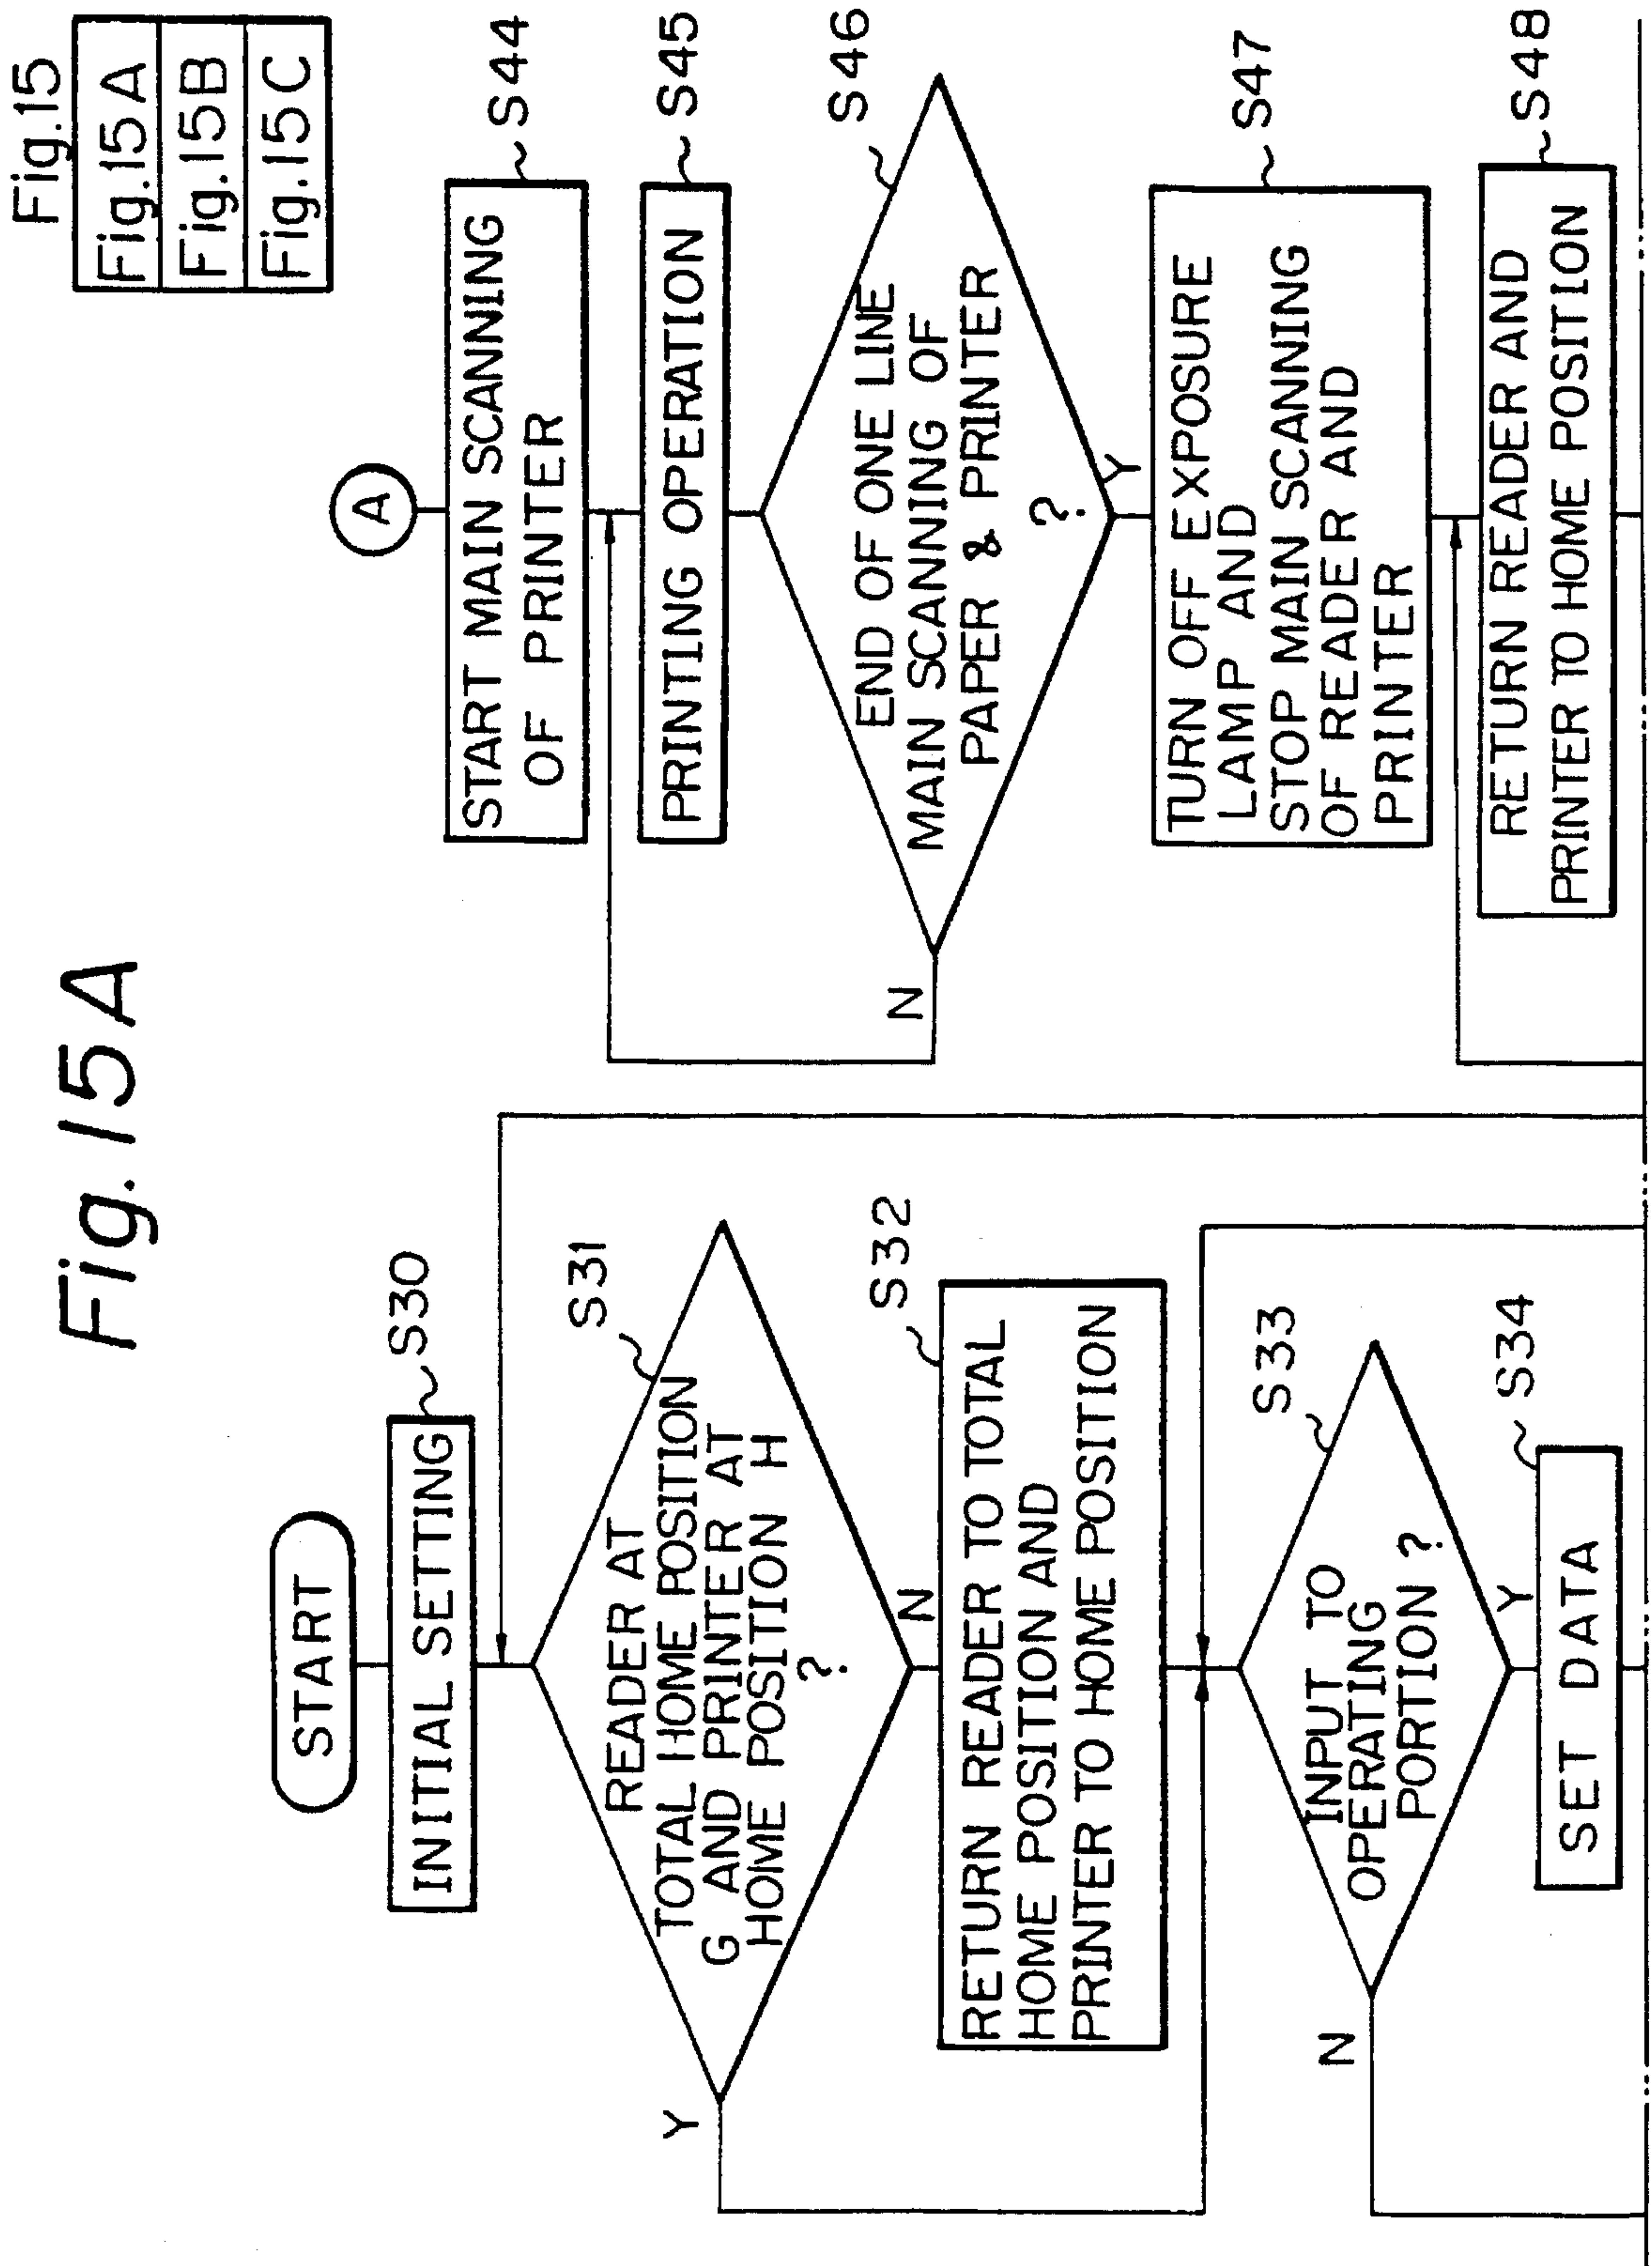 Fig. 15A
Fig.15
Fig.15A
Fig.15B
Fig.15C
START
INITIAL SETTING
S30
READER AT
TOTAL HOME POSITION
G AND PRINTER AT
HOME POSITION H
?
S31
Y
N
RETURN READER TO TOTAL
HOME POSITION AND
PRINTER TO HOME POSITION
S32
INPUT TO
OPERATING
PORTION ?
S33
N
Y
SET DATA
S34
A
START MAIN SCANNING
OF PRINTER
S44
PRINTING OPERATION
S45
END OF ONE LINE
MAIN SCANNING OF
PAPER & PRINTER
?
S46
N
Y
TURN OFF EXPOSURE
LAMP AND
STOP MAIN SCANNING
OF READER AND
PRINTER
S47
RETURN READER AND
PRINTER TO HOME POSITION
S48